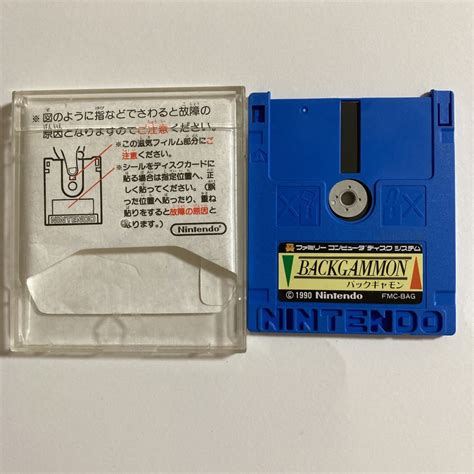 ※図のように指などでさわると故障の
原因となりますのでご注意ください。
※この磁気フィルム部分にご
注意ください。
※シールをディスクカードに
貼る場合は指定位置へ、正
しく貼ってください。(誤
った位置へ貼ったり、重ね
貼りをすると故障の原因と
なります。)
NINTENDO
Nintendo
ファミリー コンピュータ ディスク システム
BACKGAMMON
バックギャモン
©1990 Nintendo FMC-BAG
NINTENDO